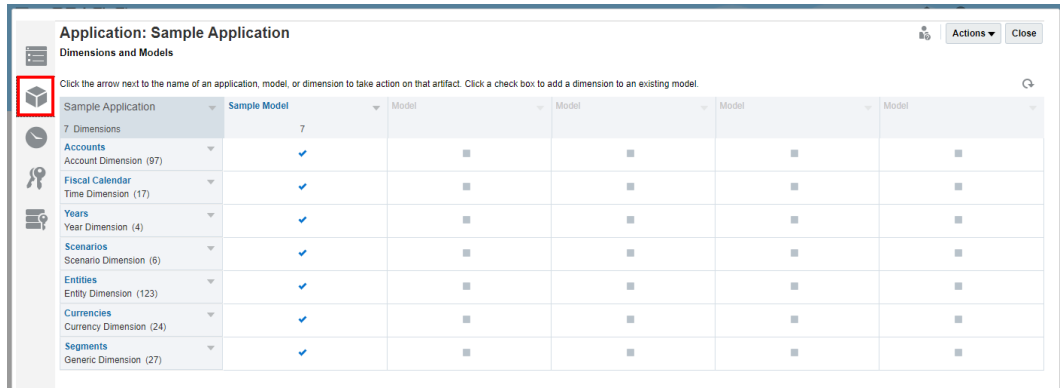 Application: Sample Application
Actions
Close
Dimensions and Models
Click the arrow next to the name of an application, model, or dimension to take action on that artifact. Click a check box to add a dimension to an existing model.
Sample Application Sample Model Model Model Model Model
7 Dimensions 7
Accounts
Account Dimension (97)
Fiscal Calendar
Time Dimension (17)
Years
Year Dimension (4)
Scenarios
Scenario Dimension (6)
Entities
Entity Dimension (123)
Currencies
Currency Dimension (24)
Segments
Generic Dimension (27)